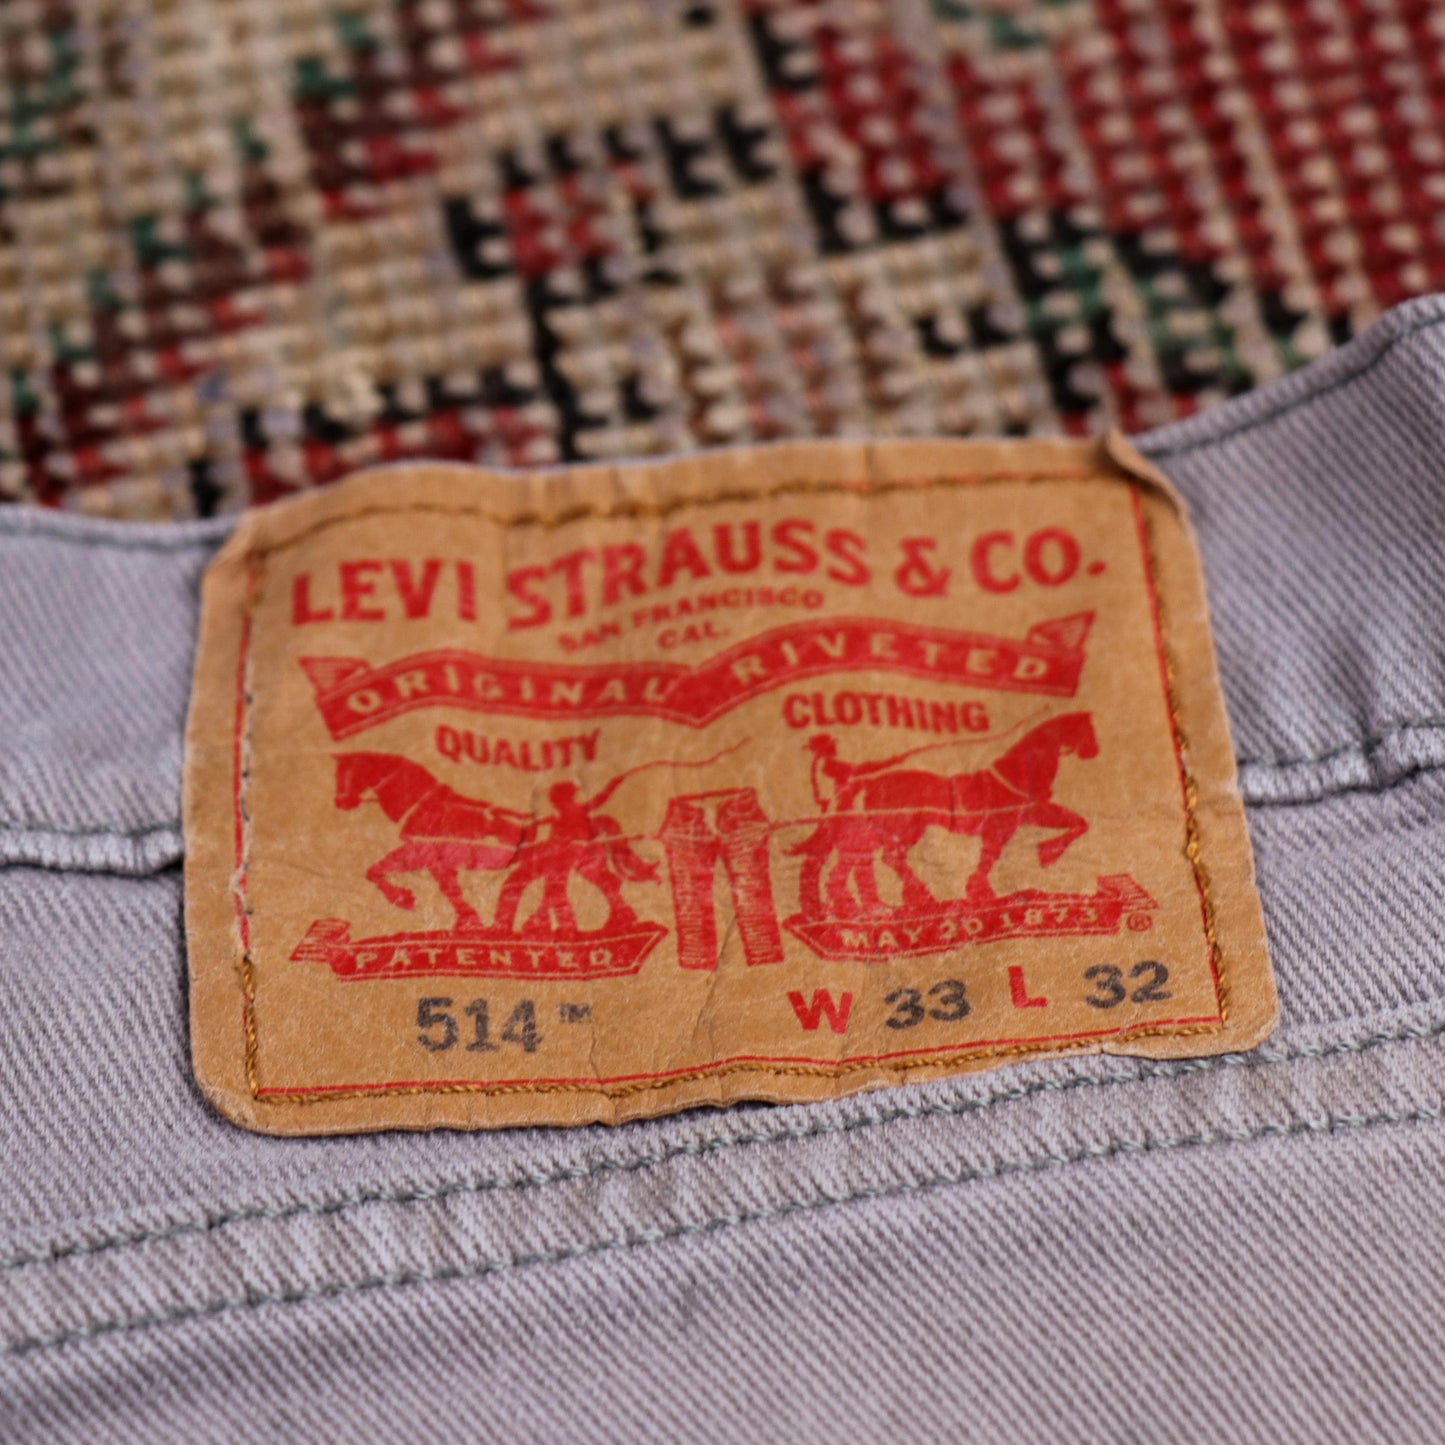 LEVI STRAUSS & CO.
SAN FRANCISCO
CAL.
ORIGINAL RIVETED
QUALITY CLOTHING
PATENTED MAY 20 1873 ®
514™ W 33 L 32